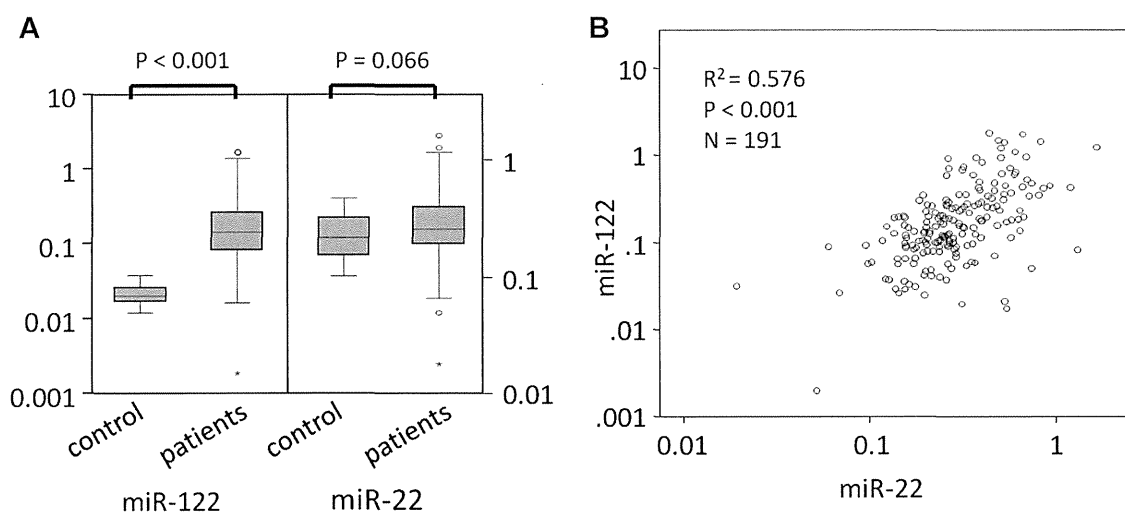 A
P < 0.001
P = 0.066
10
1
0.1
0.01
0.001
1
0.1
0.01
control
patients
control
patients
miR-122
miR-22
B
R² = 0.576
P < 0.001
N = 191
10
1
.1
.01
.001
miR-122
0.01
0.1
1
miR-22